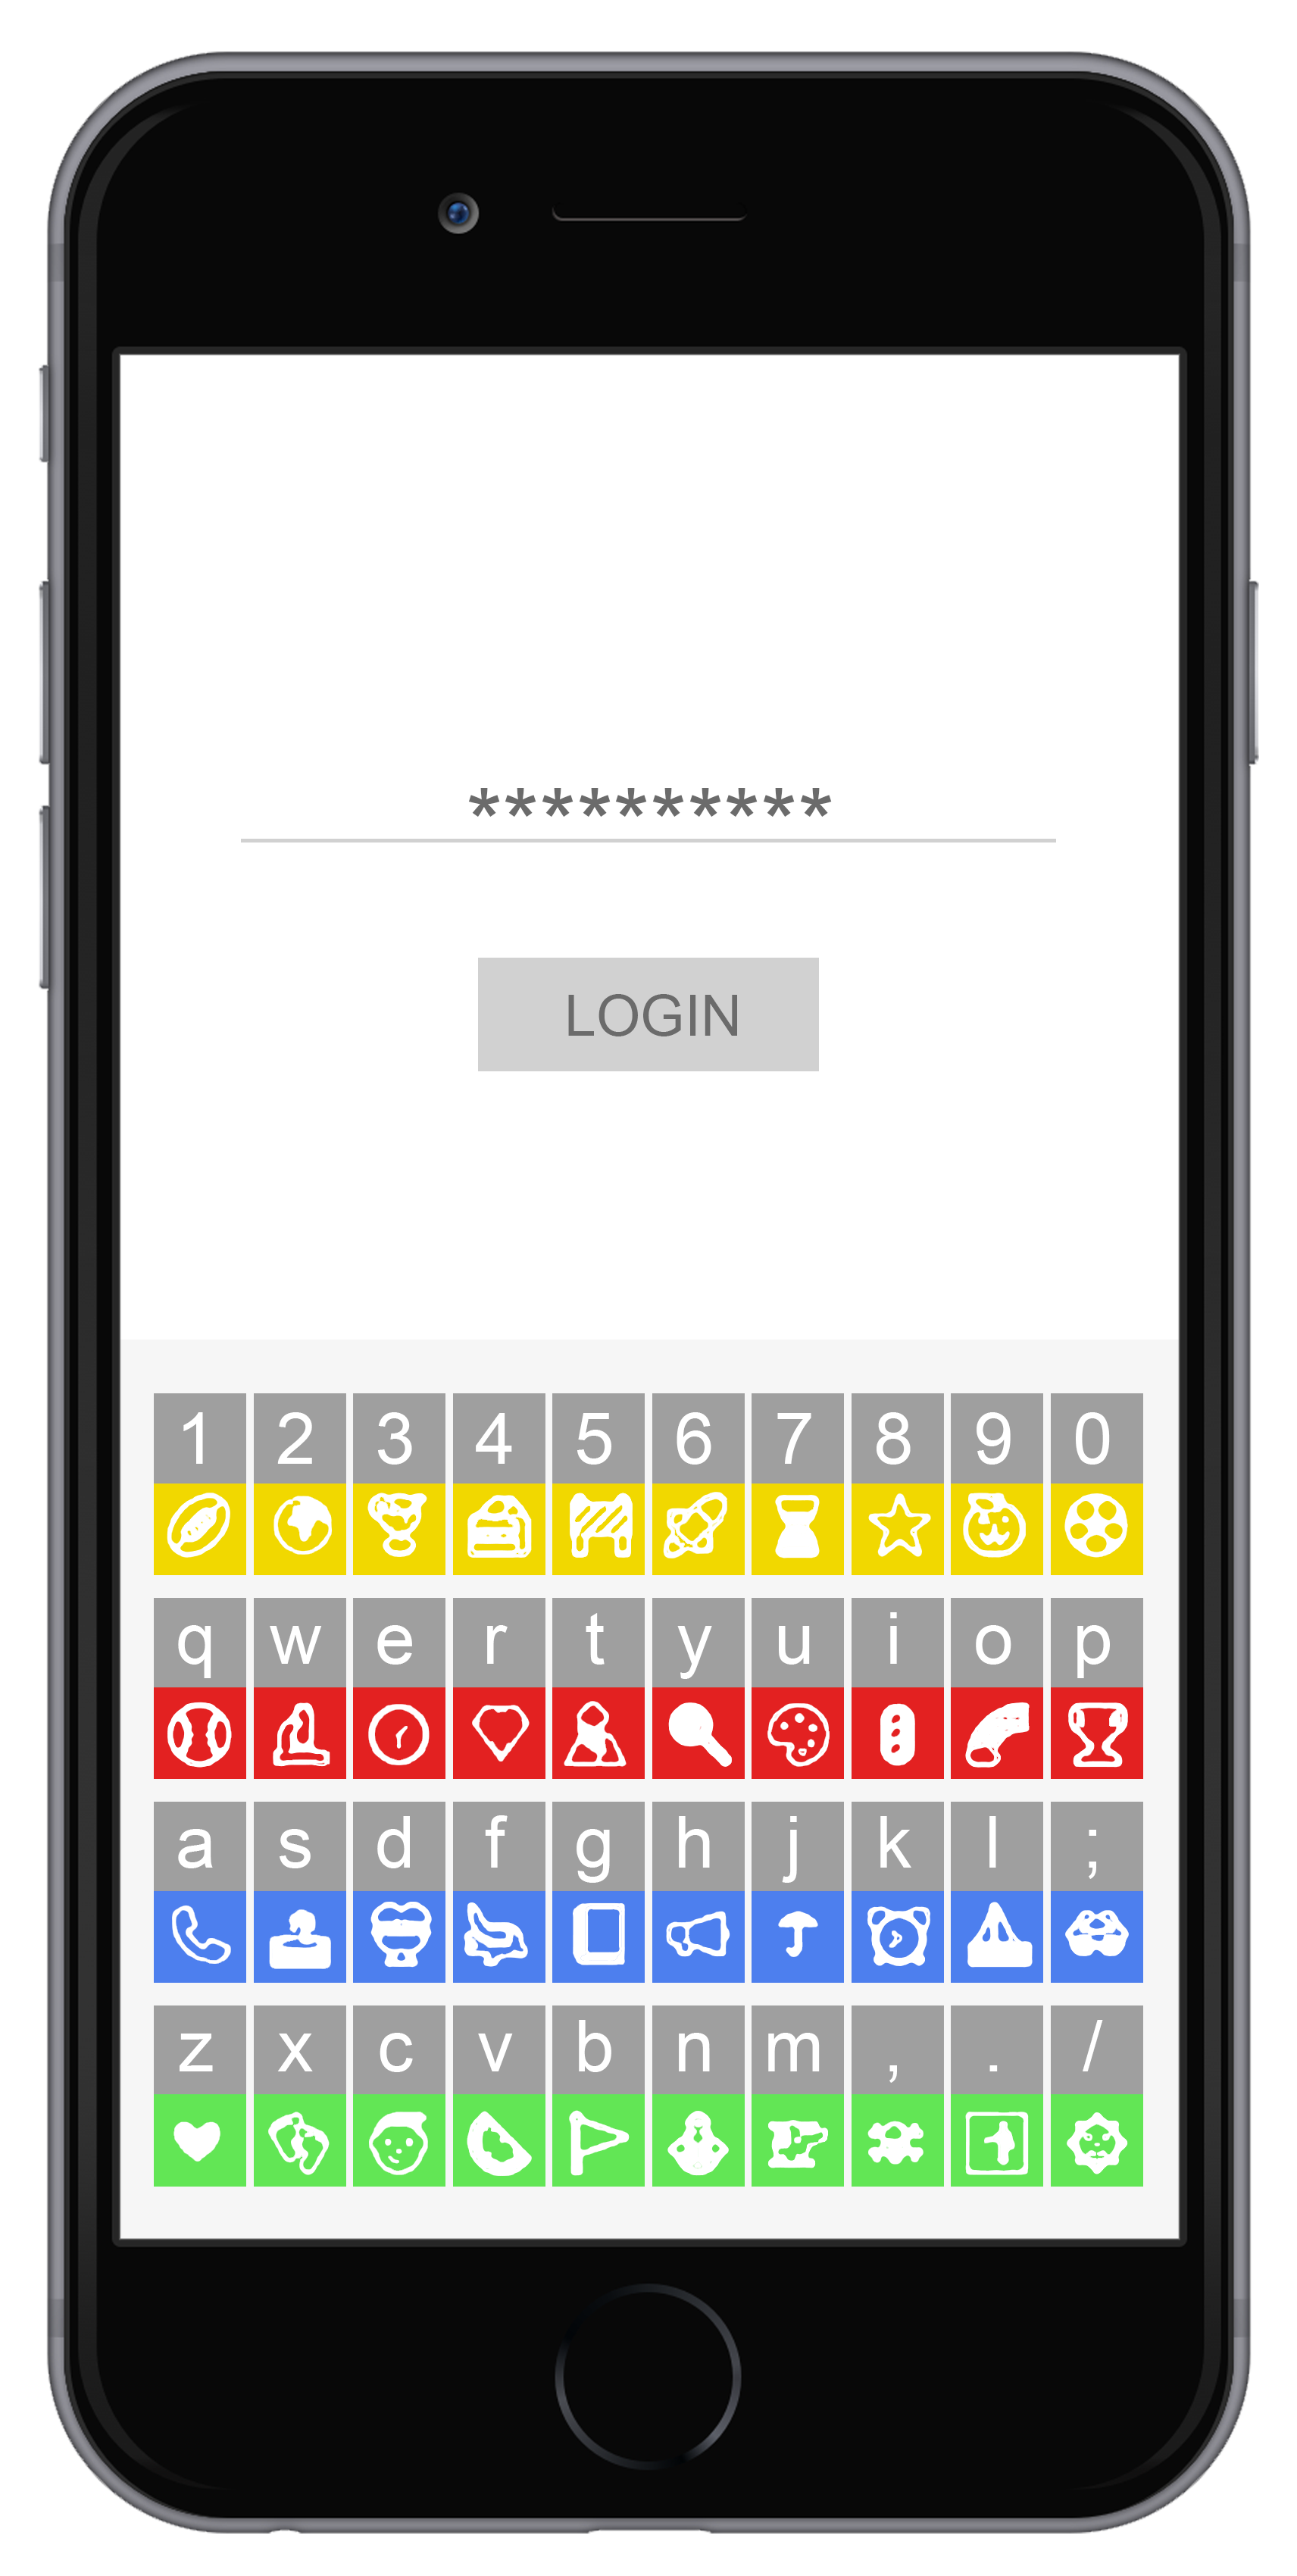 **********
LOGIN
1 2 3 4 5 6 7 8 9 0
q w e r t y u i o p
a s d f g h j k l ;
z x c v b n m , . /